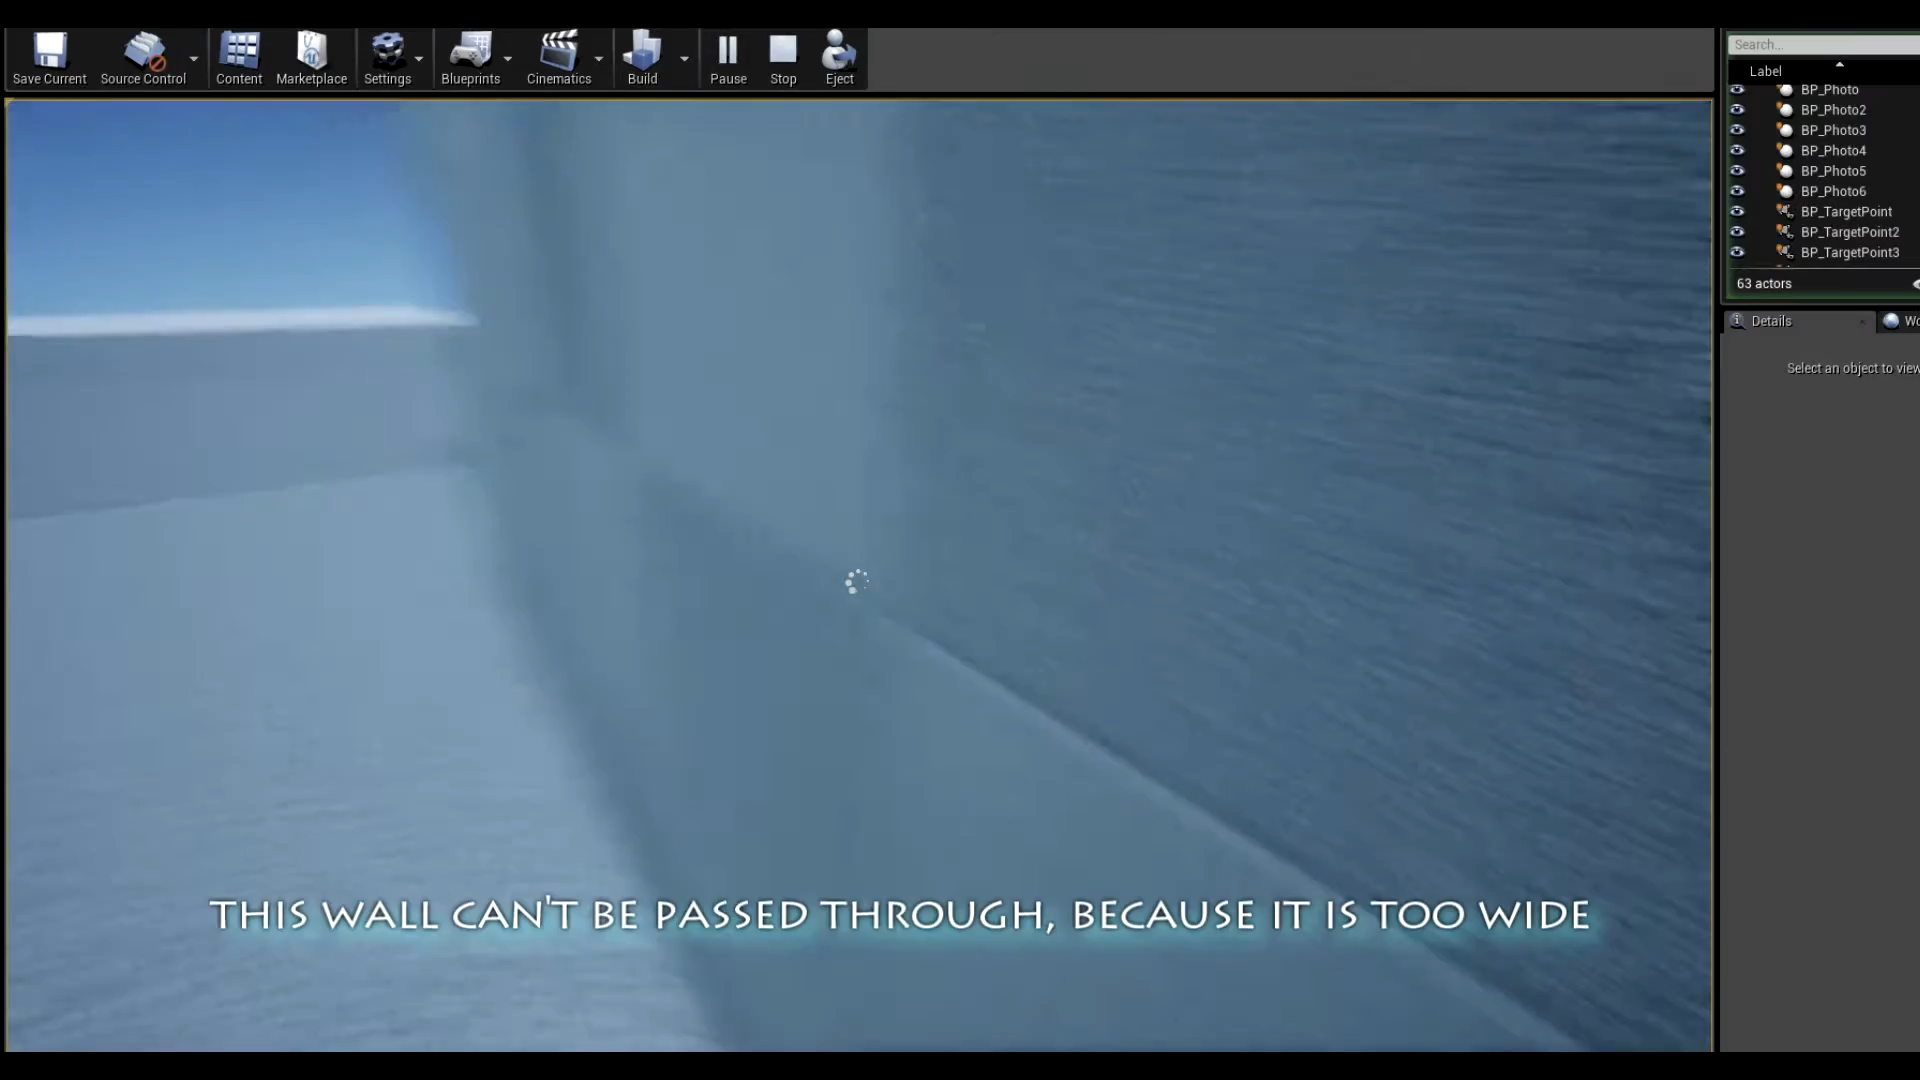 Save Current
Source Control
Content
Marketplace
Settings
Blueprints
Cinematics
Build
Pause
Stop
Eject
Search...
Label
BP_Photo
BP_Photo2
BP_Photo3
BP_Photo4
BP_Photo5
BP_Photo6
BP_TargetPoint
BP_TargetPoint2
BP_TargetPoint3
63 actors
Details
Select an object to view
THIS WALL CAN'T BE PASSED THROUGH, BECAUSE IT IS TOO WIDE